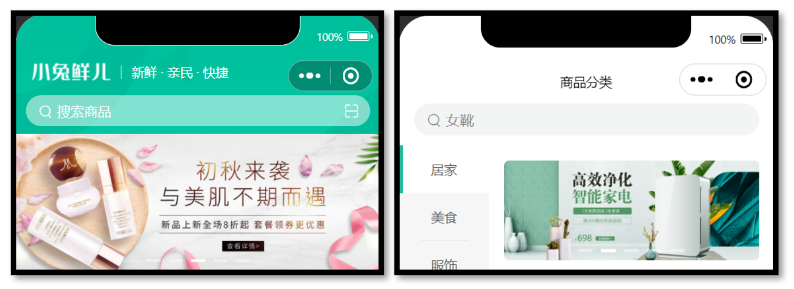 100%
小兔鲜儿 | 新鲜·亲民·快捷
搜索商品
初秋来袭
与美肌不期而遇
新品上新全场8折起 套餐领券更优惠
查看详情>
100%
商品分类
女靴
居家
美食
服饰
高效净化
智能家电
698